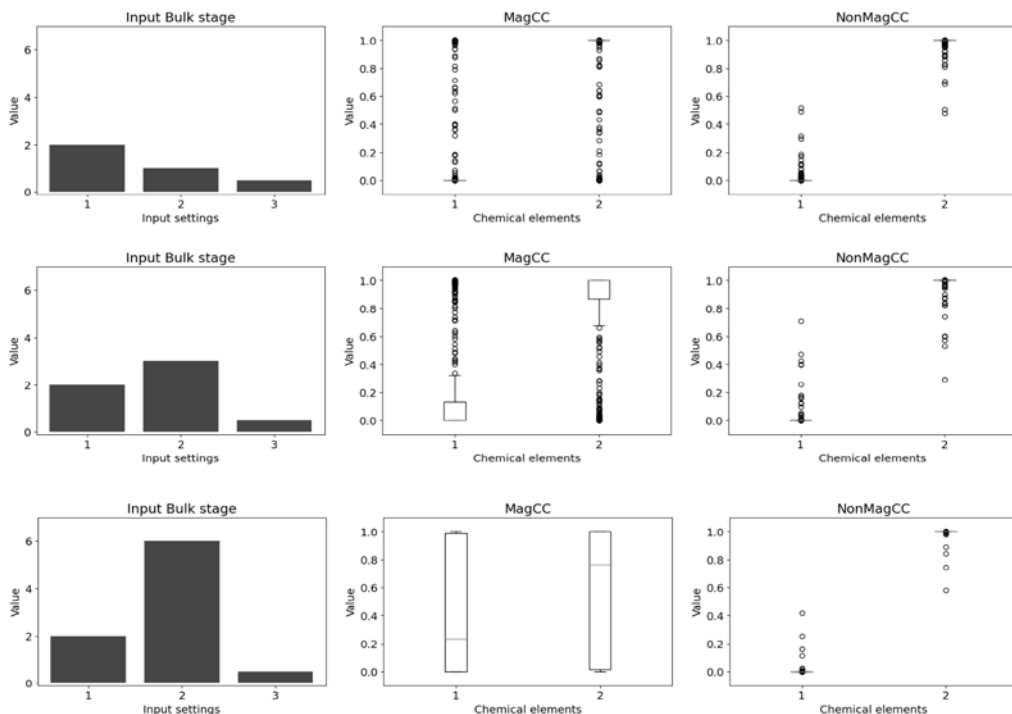 Input Bulk stage
MagCC
NonMagCC
Value
6
4
2
0
1
2
3
Input settings
Value
1.0
0.8
0.6
0.4
0.2
0.0
1
2
Chemical elements
Value
1.0
0.8
0.6
0.4
0.2
0.0
1
2
Chemical elements
Input Bulk stage
MagCC
NonMagCC
Value
6
4
2
0
1
2
3
Input settings
Value
1.0
0.8
0.6
0.4
0.2
0.0
1
2
Chemical elements
Value
1.0
0.8
0.6
0.4
0.2
0.0
1
2
Chemical elements
Input Bulk stage
MagCC
NonMagCC
Value
6
4
2
0
1
2
3
Input settings
Value
1.0
0.8
0.6
0.4
0.2
0.0
1
2
Chemical elements
Value
1.0
0.8
0.6
0.4
0.2
0.0
1
2
Chemical elements